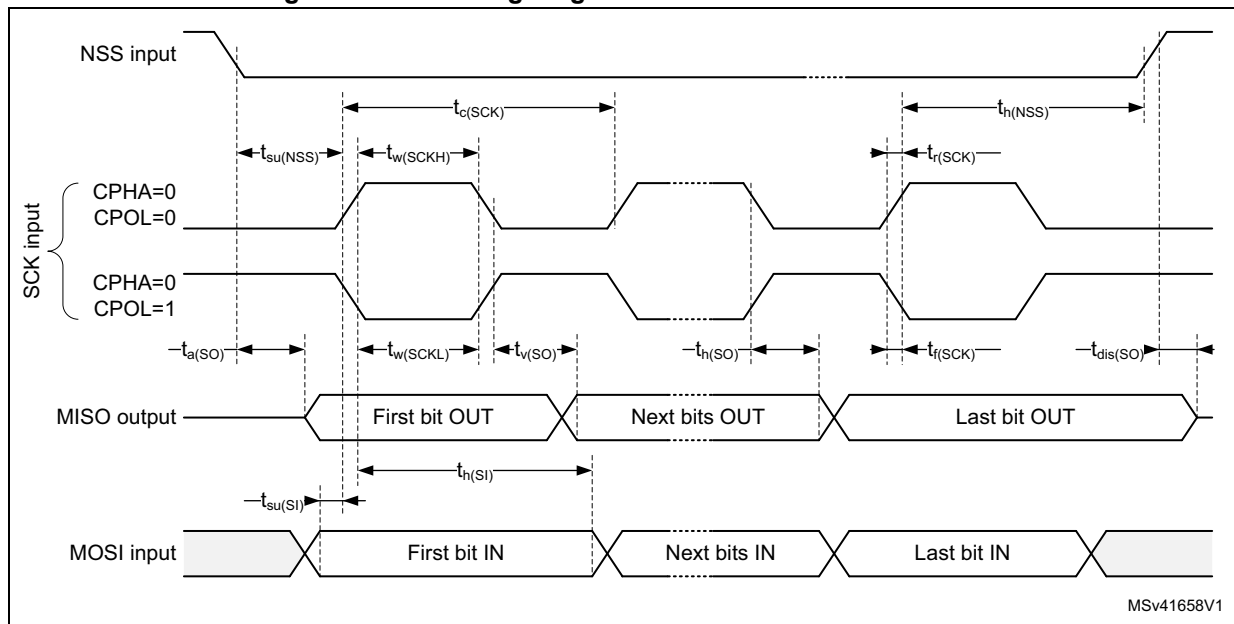 NSS input
tc(SCK)
th(NSS)
tsu(NSS)
tw(SCKH)
tr(SCK)
SCK input
CPHA=0
CPOL=0
CPHA=0
CPOL=1
ta(SO)
tw(SCKL)
tv(SO)
th(SO)
tf(SCK)
tdis(SO)
MISO output
First bit OUT
Next bits OUT
Last bit OUT
th(SI)
tsu(SI)
MOSI input
First bit IN
Next bits IN
Last bit IN
MSv41658V1